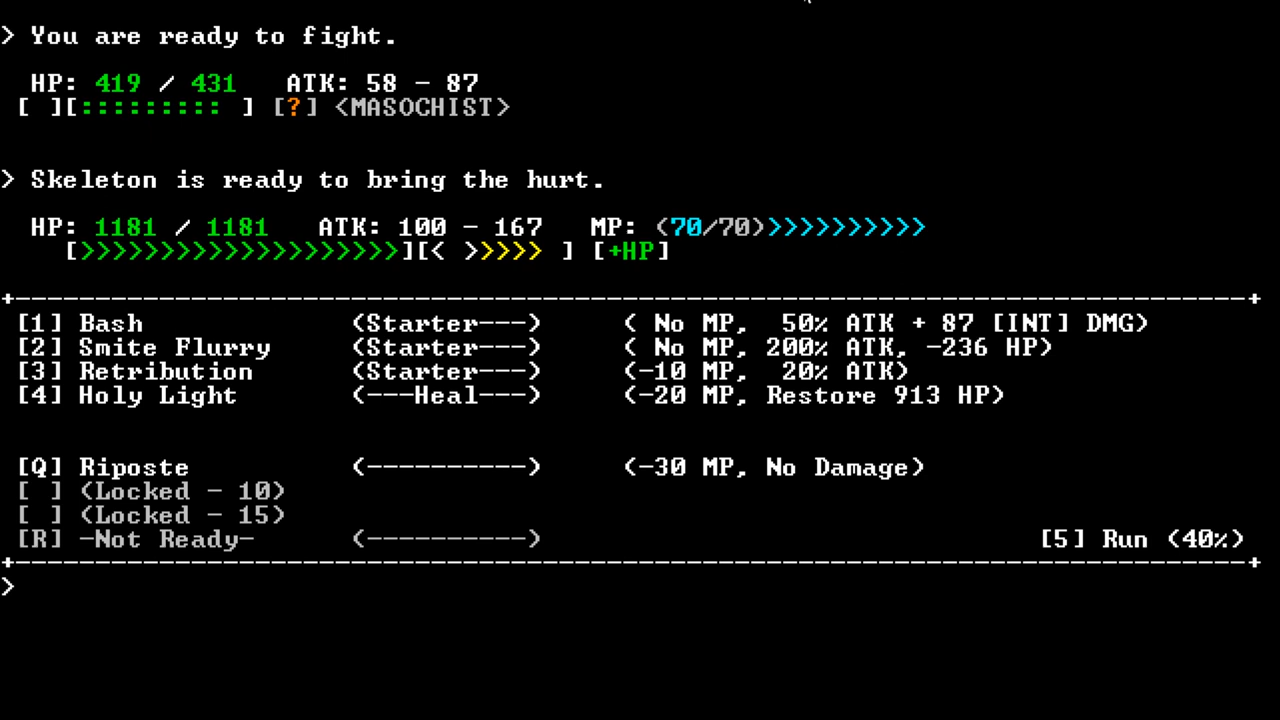 > You are ready to fight.
HP: 419 / 431   ATK: 58 - 87
[ ][::::::::: ] [?] <MASOCHIST>
> Skeleton is ready to bring the hurt.
HP: 1181 / 1181   ATK: 100 - 167   MP: (70/70)>>>>>>>>>>
[>>>>>>>>>>>>>>>>>>>>][< >>>>> ] [+HP]
[1] Bash (Starter---) ( No MP, 50% ATK + 87 [INT] DMG)
[2] Smite Flurry (Starter---) ( No MP, 200% ATK, -236 HP)
[3] Retribution (Starter---) (-10 MP, 20% ATK)
[4] Holy Light (---Heal---) (-20 MP, Restore 913 HP)
[Q] Riposte (----------) (-30 MP, No Damage)
[ ] (Locked - 10)
[ ] (Locked - 15)
[R] -Not Ready- (----------) [5] Run (40%)
>